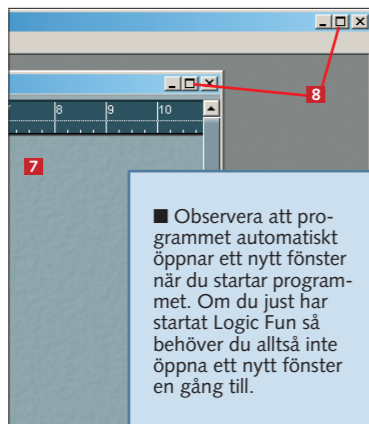 8
7 8 9 10
7
■ Observera att pro-
grammet automatiskt
öppnar ett nytt fönster
när du startar program-
met. Om du just har
startat Logic Fun så
behöver du alltså inte
öppna ett nytt fönster
en gång till.